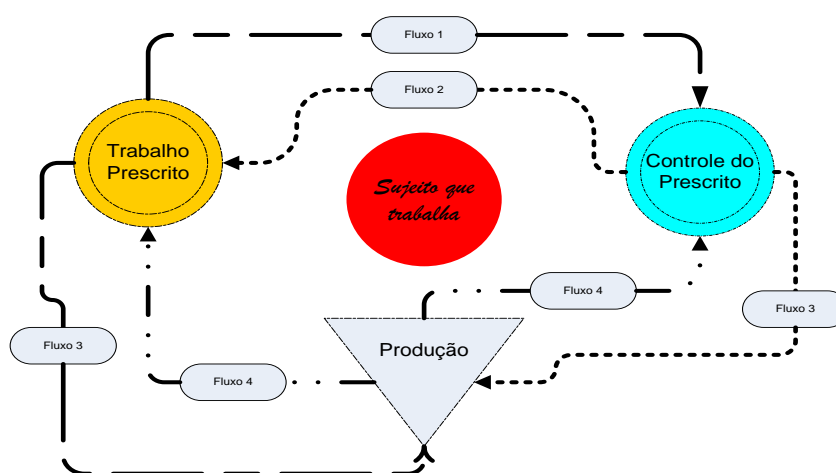 Fluxo 1
Fluxo 2
Trabalho
Prescrito
Controle do
Prescrito
Sujeito que
trabalha
Fluxo 4
Fluxo 3
Fluxo 3
Produção
Fluxo 4